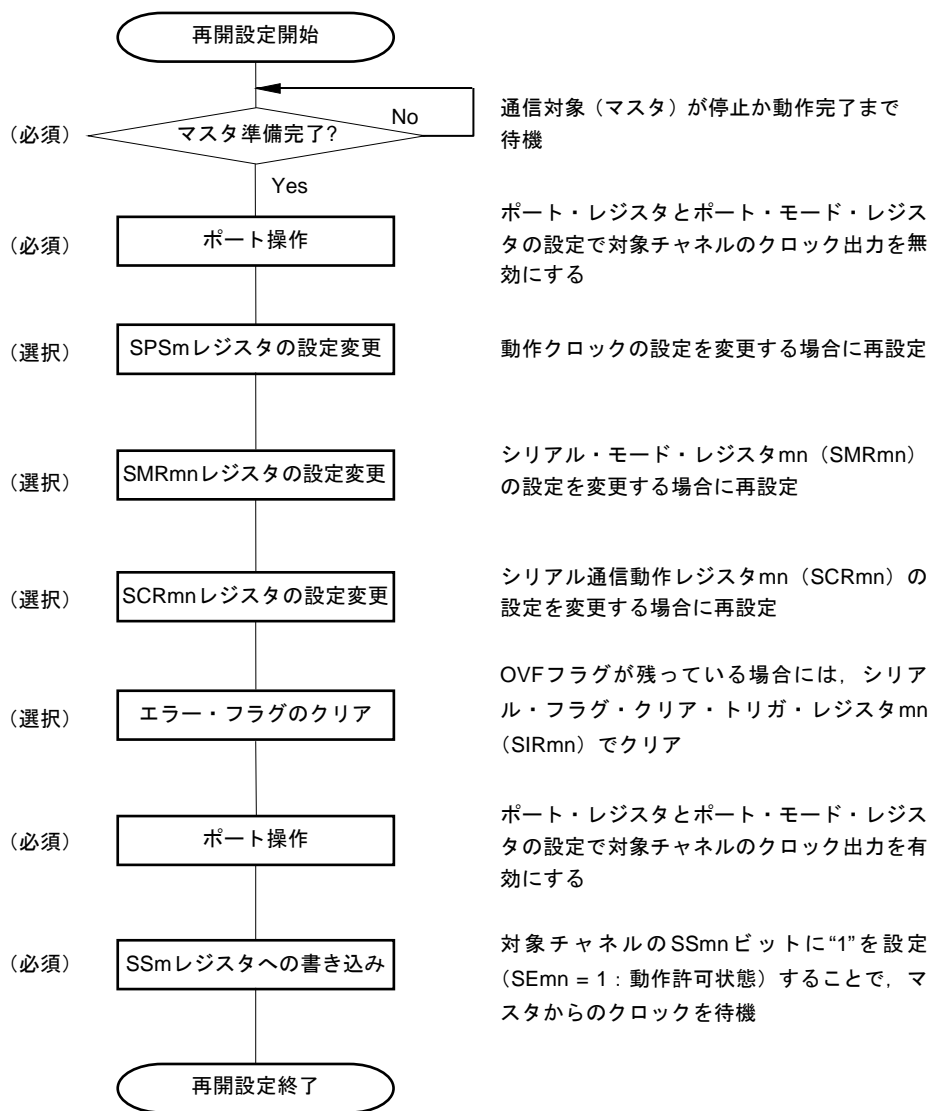 再開設定開始
No
(必須)
マスタ準備完了?
通信対象(マスタ)が停止か動作完了まで
待機
Yes
(必須)
ポート操作
ポート・レジスタとポート・モード・レジス
タの設定で対象チャネルのクロック出力を無
効にする
(選択)
SPSmレジスタの設定変更
動作クロックの設定を変更する場合に再設定
(選択)
SMRmnレジスタの設定変更
シリアル・モード・レジスタmn(SMRmn)
の設定を変更する場合に再設定
(選択)
SCRmnレジスタの設定変更
シリアル通信動作レジスタmn(SCRmn)の
設定を変更する場合に再設定
(選択)
エラー・フラグのクリア
OVFフラグが残っている場合には,シリア
ル・フラグ・クリア・トリガ・レジスタmn
(SIRmn)でクリア
(必須)
ポート操作
ポート・レジスタとポート・モード・レジス
タの設定で対象チャネルのクロック出力を有
効にする
(必須)
SSmレジスタへの書き込み
対象チャネルのSSmnビットに“1”を設定
(SEmn = 1:動作許可状態)することで,マ
スタからのクロックを待機
再開設定終了